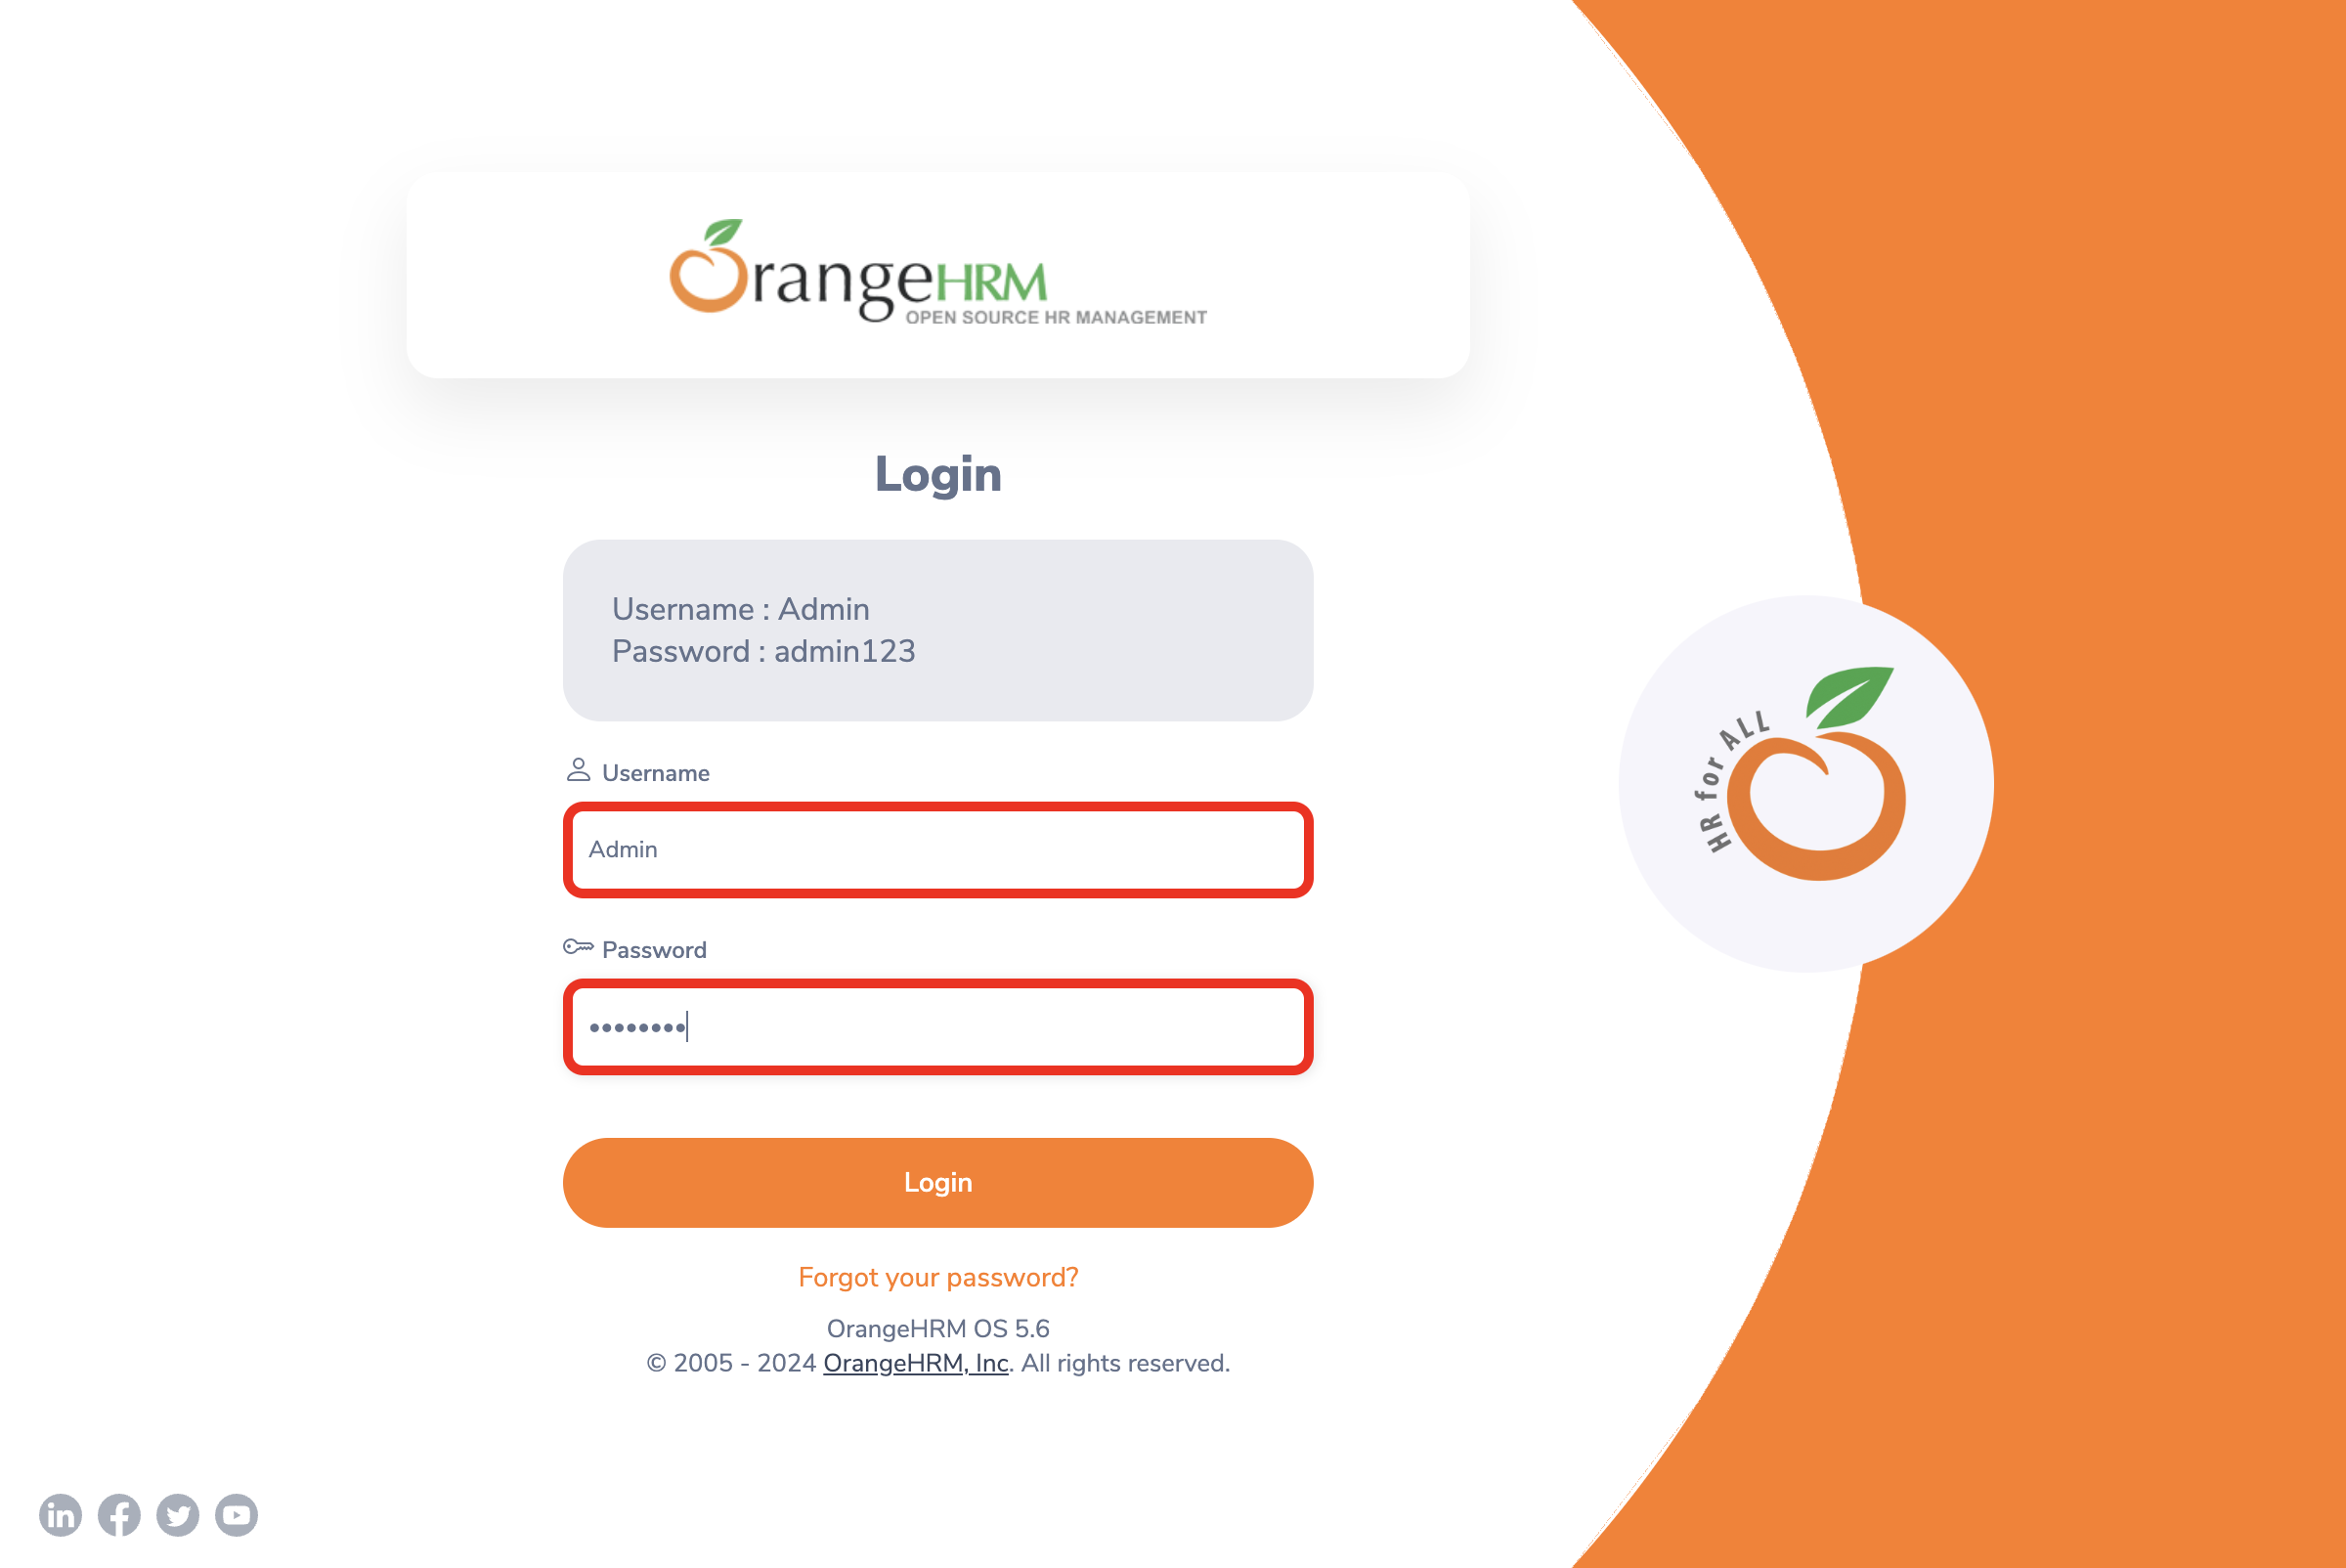 OrangeHRM
OPEN SOURCE HR MANAGEMENT
Login
Username : Admin
Password : admin123
Username
Admin
Password
••••••••
Login
Forgot your password?
OrangeHRM OS 5.6
© 2005 - 2024 OrangeHRM, Inc. All rights reserved.
HR for ALL
in